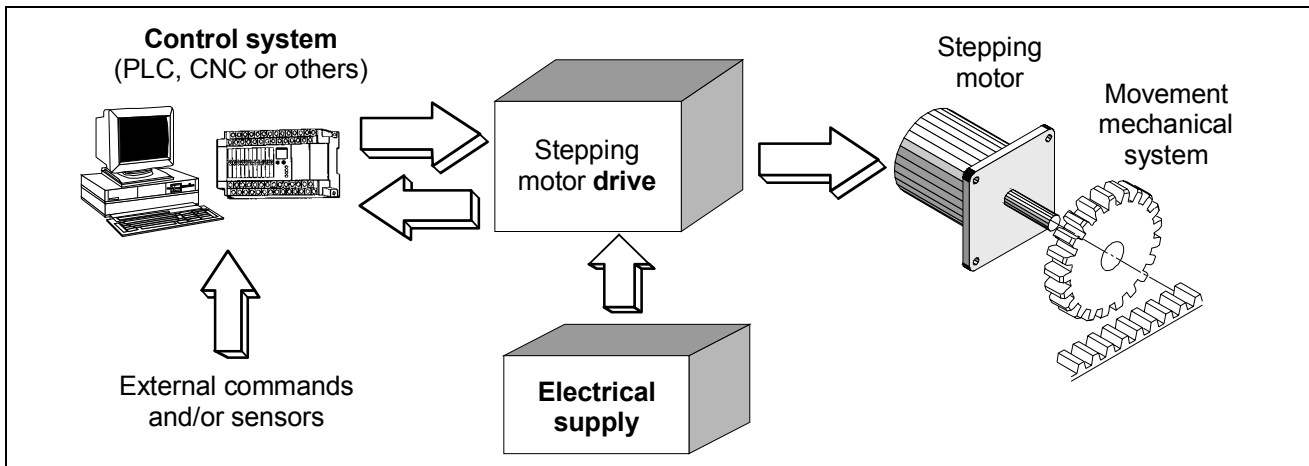 Control system
(PLC, CNC or others)
Stepping
motor drive
Stepping
motor
Movement
mechanical
system
External commands
and/or sensors
Electrical
supply